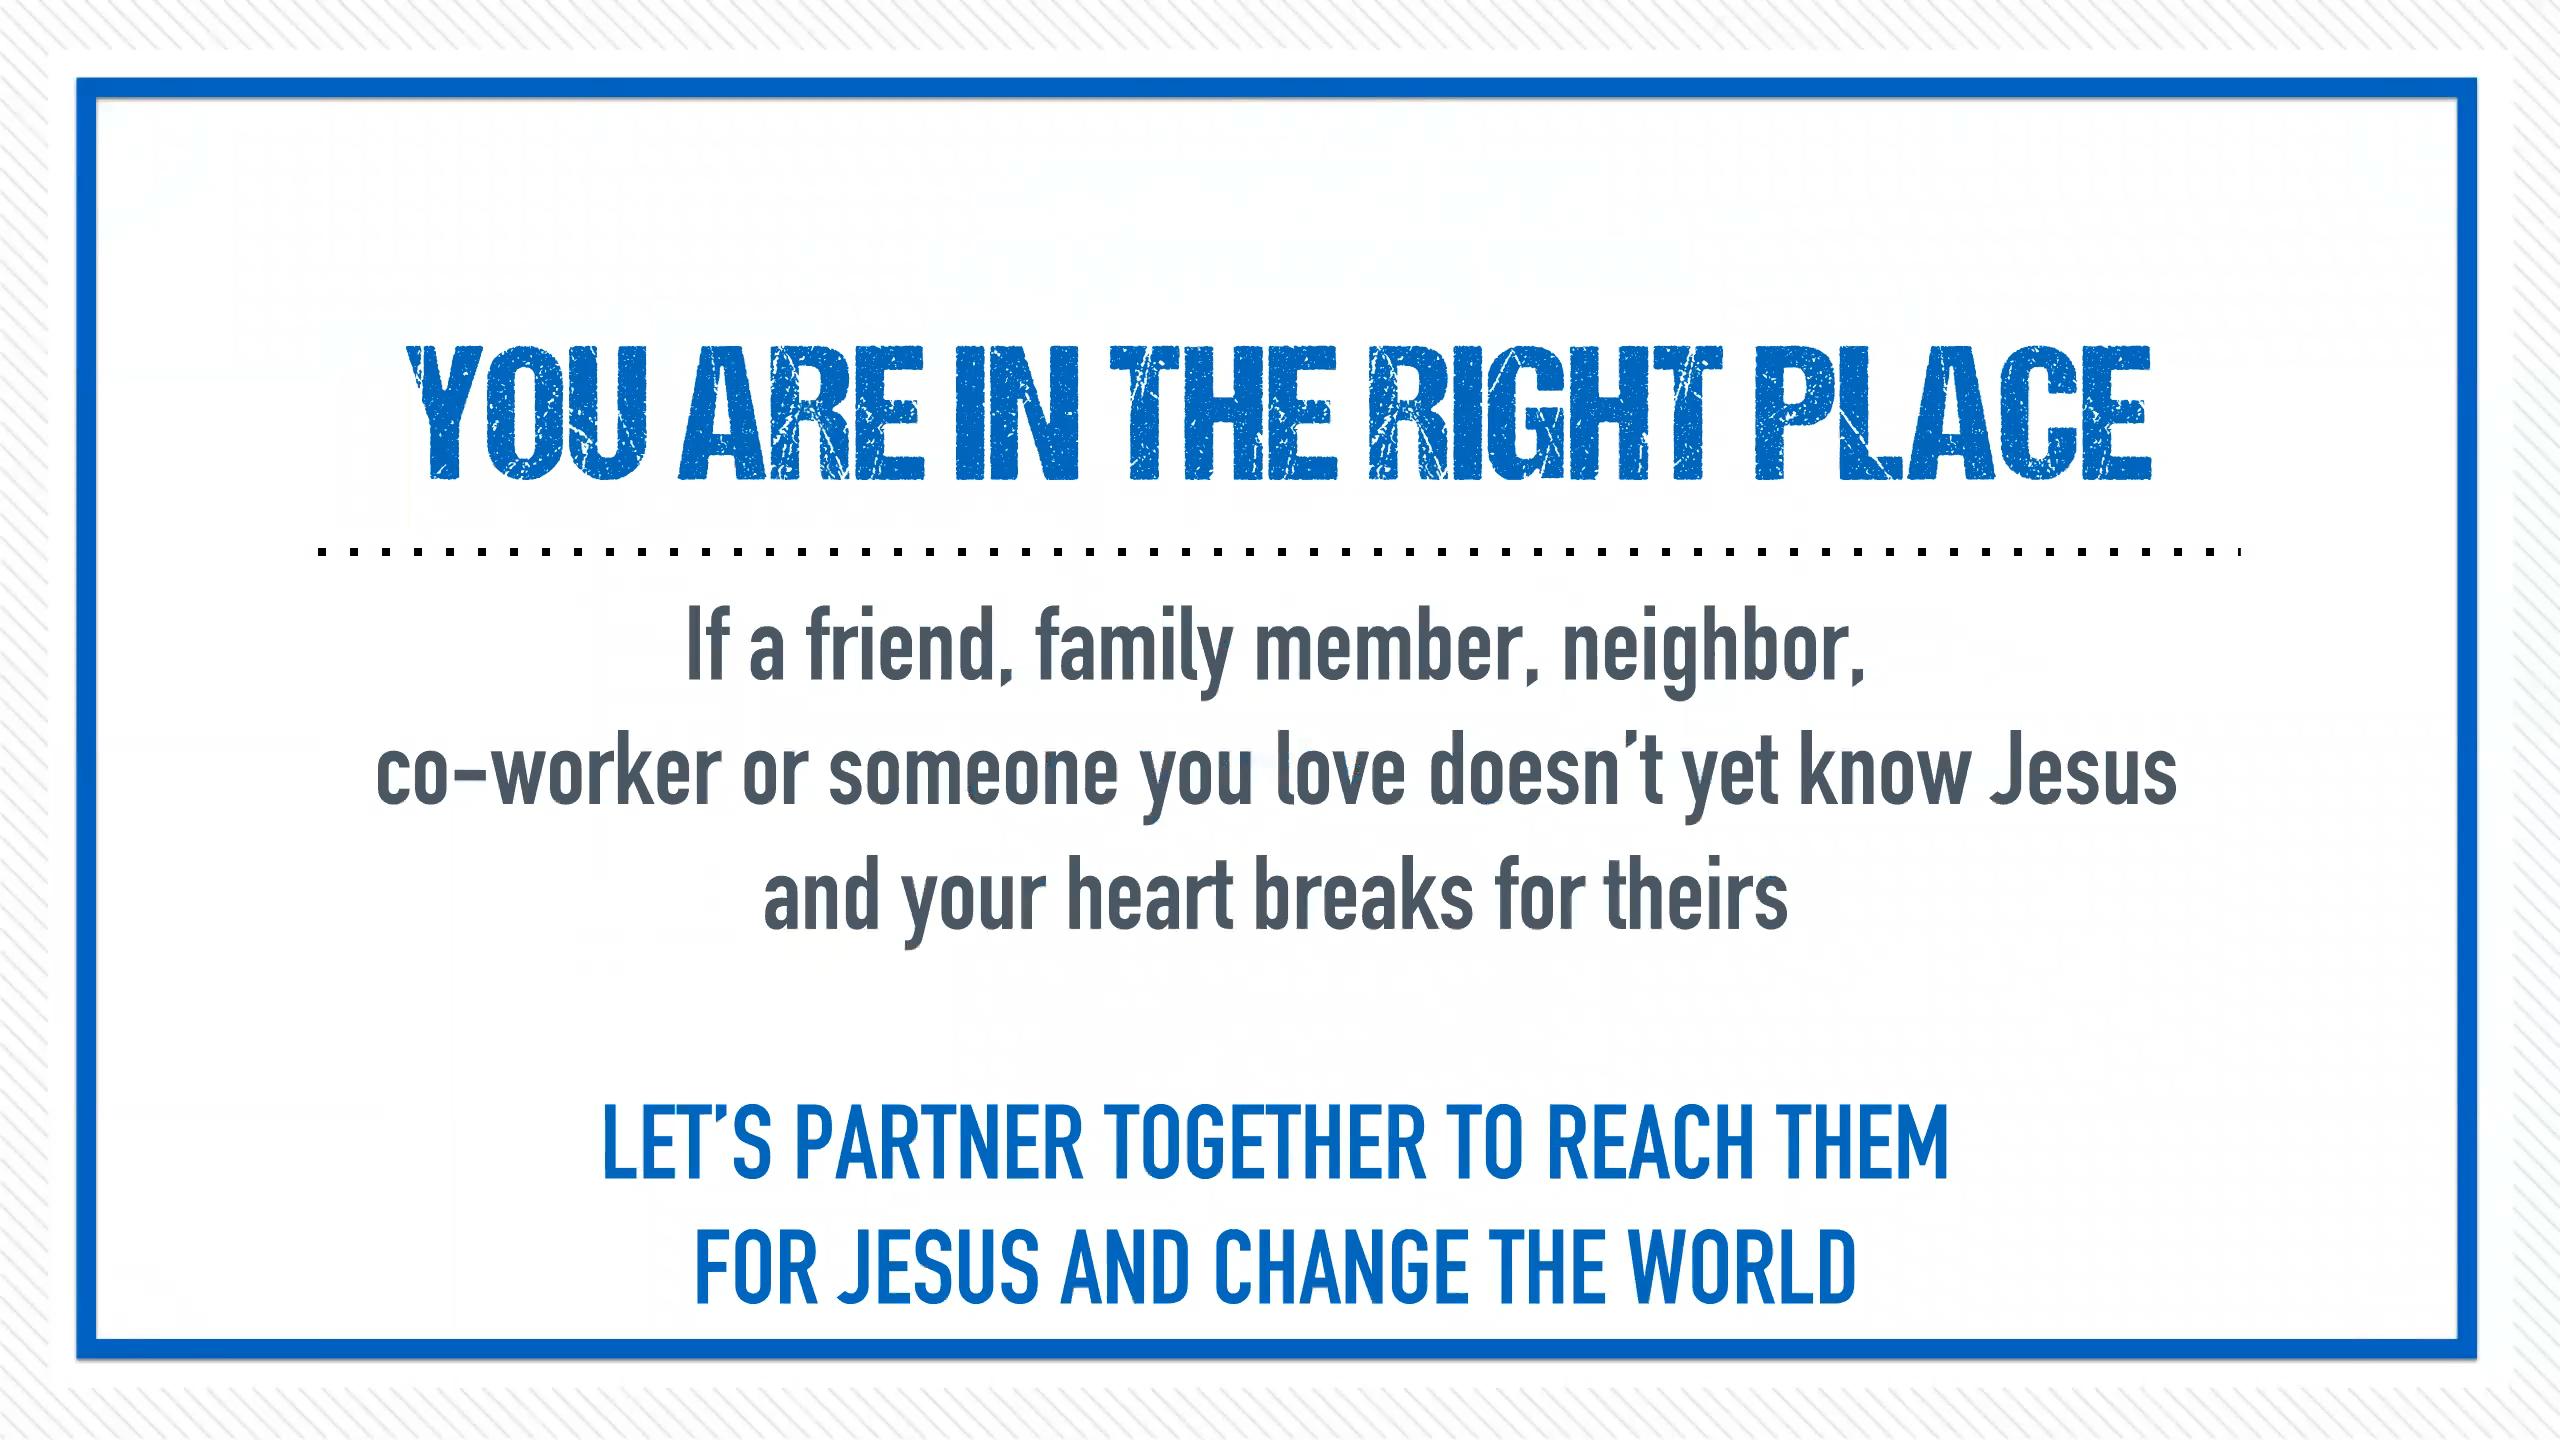 YOU ARE IN THE RIGHT PLACE
If a friend, family member, neighbor,
co-worker or someone you love doesn’t yet know Jesus
and your heart breaks for theirs
LET’S PARTNER TOGETHER TO REACH THEM
FOR JESUS AND CHANGE THE WORLD